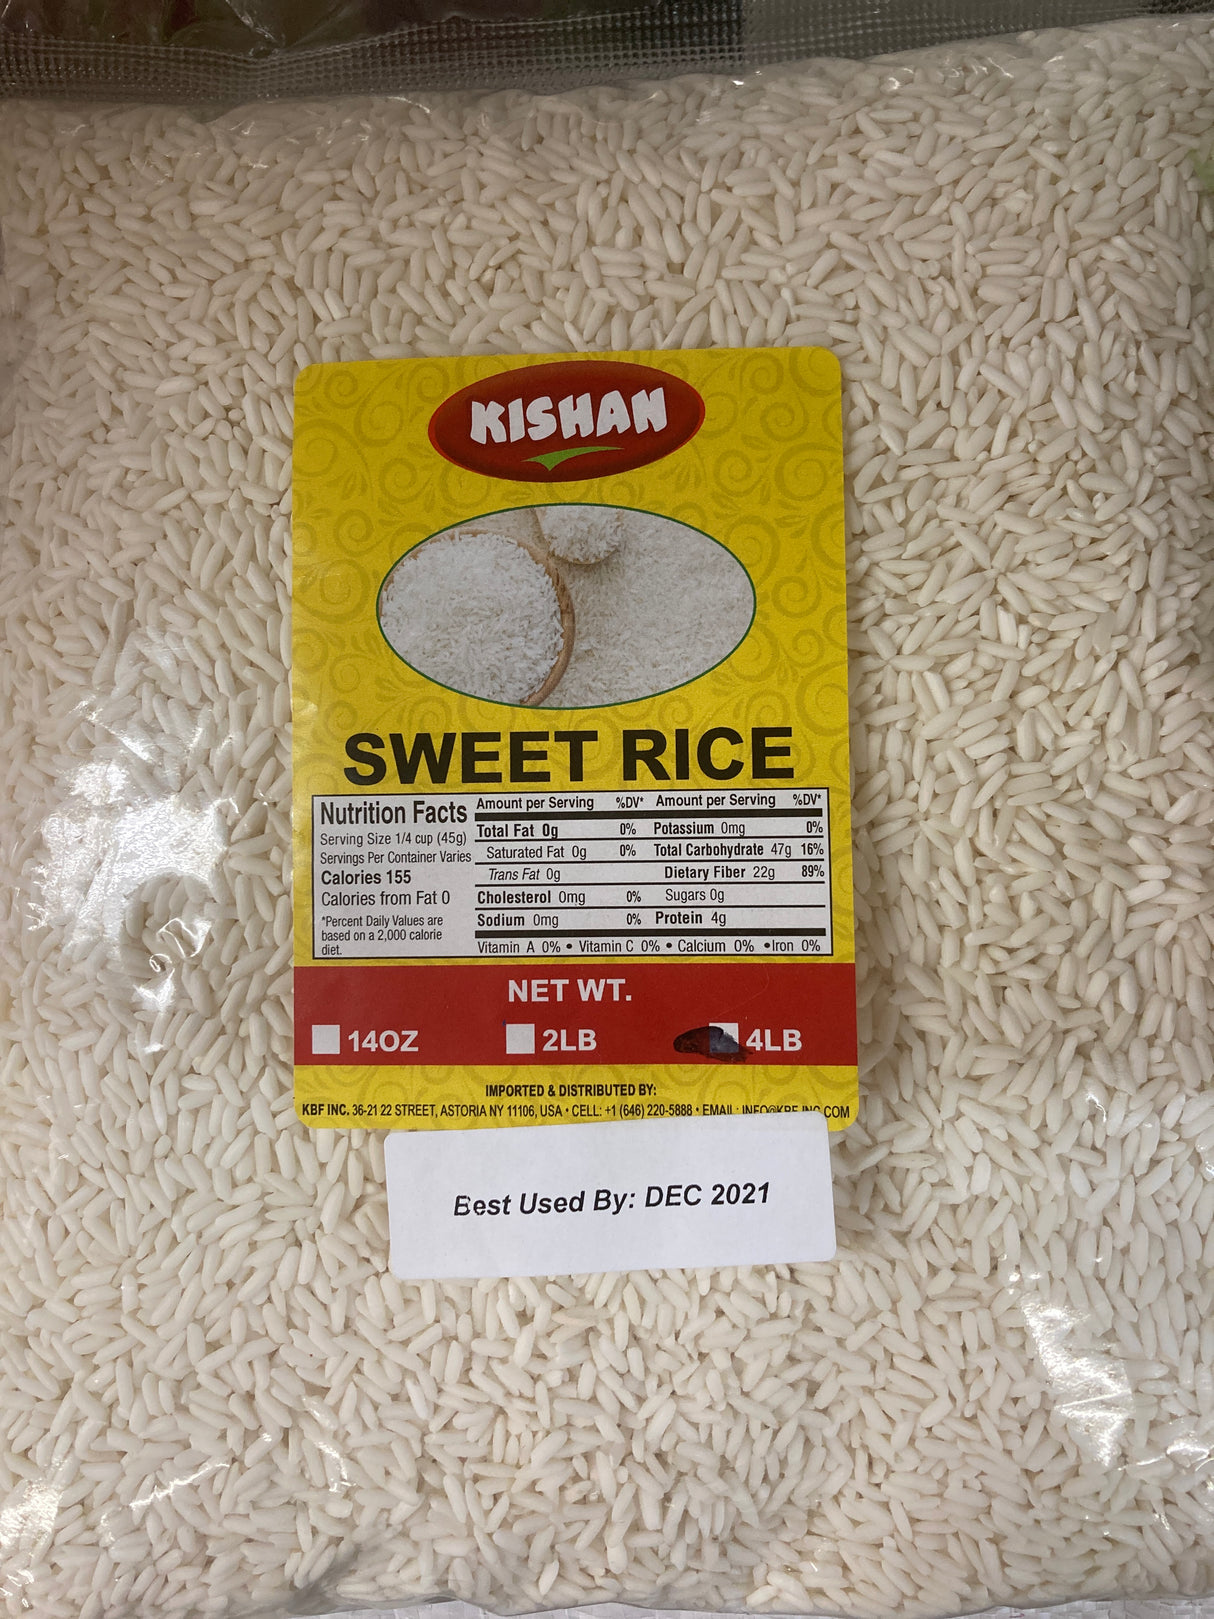 KISHAN
SWEET RICE
Nutrition Facts
Serving Size 1/4 cup (45g)
Servings Per Container Varies
Calories 155
Calories from Fat 0
*Percent Daily Values are
based on a 2,000 calorie
diet.
Amount per Serving %DV*
Total Fat 0g 0%
Saturated Fat 0g 0%
Trans Fat 0g
Cholesterol 0mg 0%
Sodium 0mg 0%
Amount per Serving %DV*
Potassium 0mg 0%
Total Carbohydrate 47g 16%
Dietary Fiber 22g 89%
Sugars 0g
Protein 4g
Vitamin A 0% • Vitamin C 0% • Calcium 0% • Iron 0%
NET WT.
14OZ 2LB 4LB
IMPORTED & DISTRIBUTED BY:
KBF INC. 36-21 22 STREET, ASTORIA NY 11106, USA • CELL: +1 (646) 220-5888 • EMAIL : INFO@KBF INC.COM
Best Used By: DEC 2021